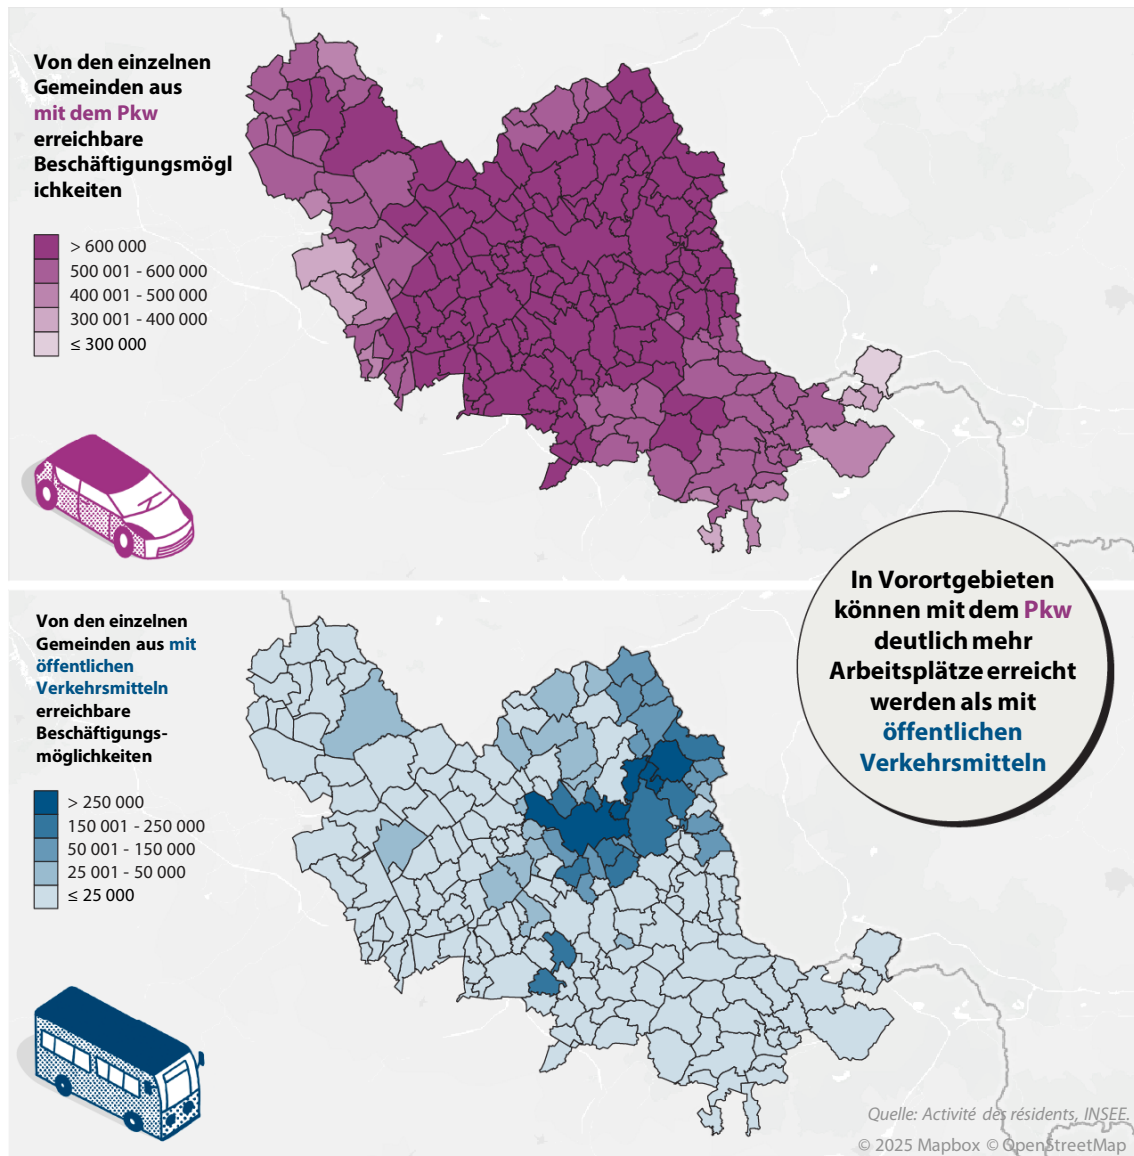 Von den einzelnen
Gemeinden aus
mit dem Pkw
erreichbare
Beschäftigungsmögl
ichkeiten
> 600 000
500 001 - 600 000
400 001 - 500 000
300 001 - 400 000
≤ 300 000
In Vorortgebieten
können mit dem Pkw
deutlich mehr
Arbeitsplätze erreicht
werden als mit
öffentlichen
Verkehrsmitteln
Von den einzelnen
Gemeinden aus mit
öffentlichen
Verkehrsmitteln
erreichbare
Beschäftigungs-
möglichkeiten
> 250 000
150 001 - 250 000
50 001 - 150 000
25 001 - 50 000
≤ 25 000
Quelle: Activité des résidents, INSEE.
© 2025 Mapbox © OpenStreetMap